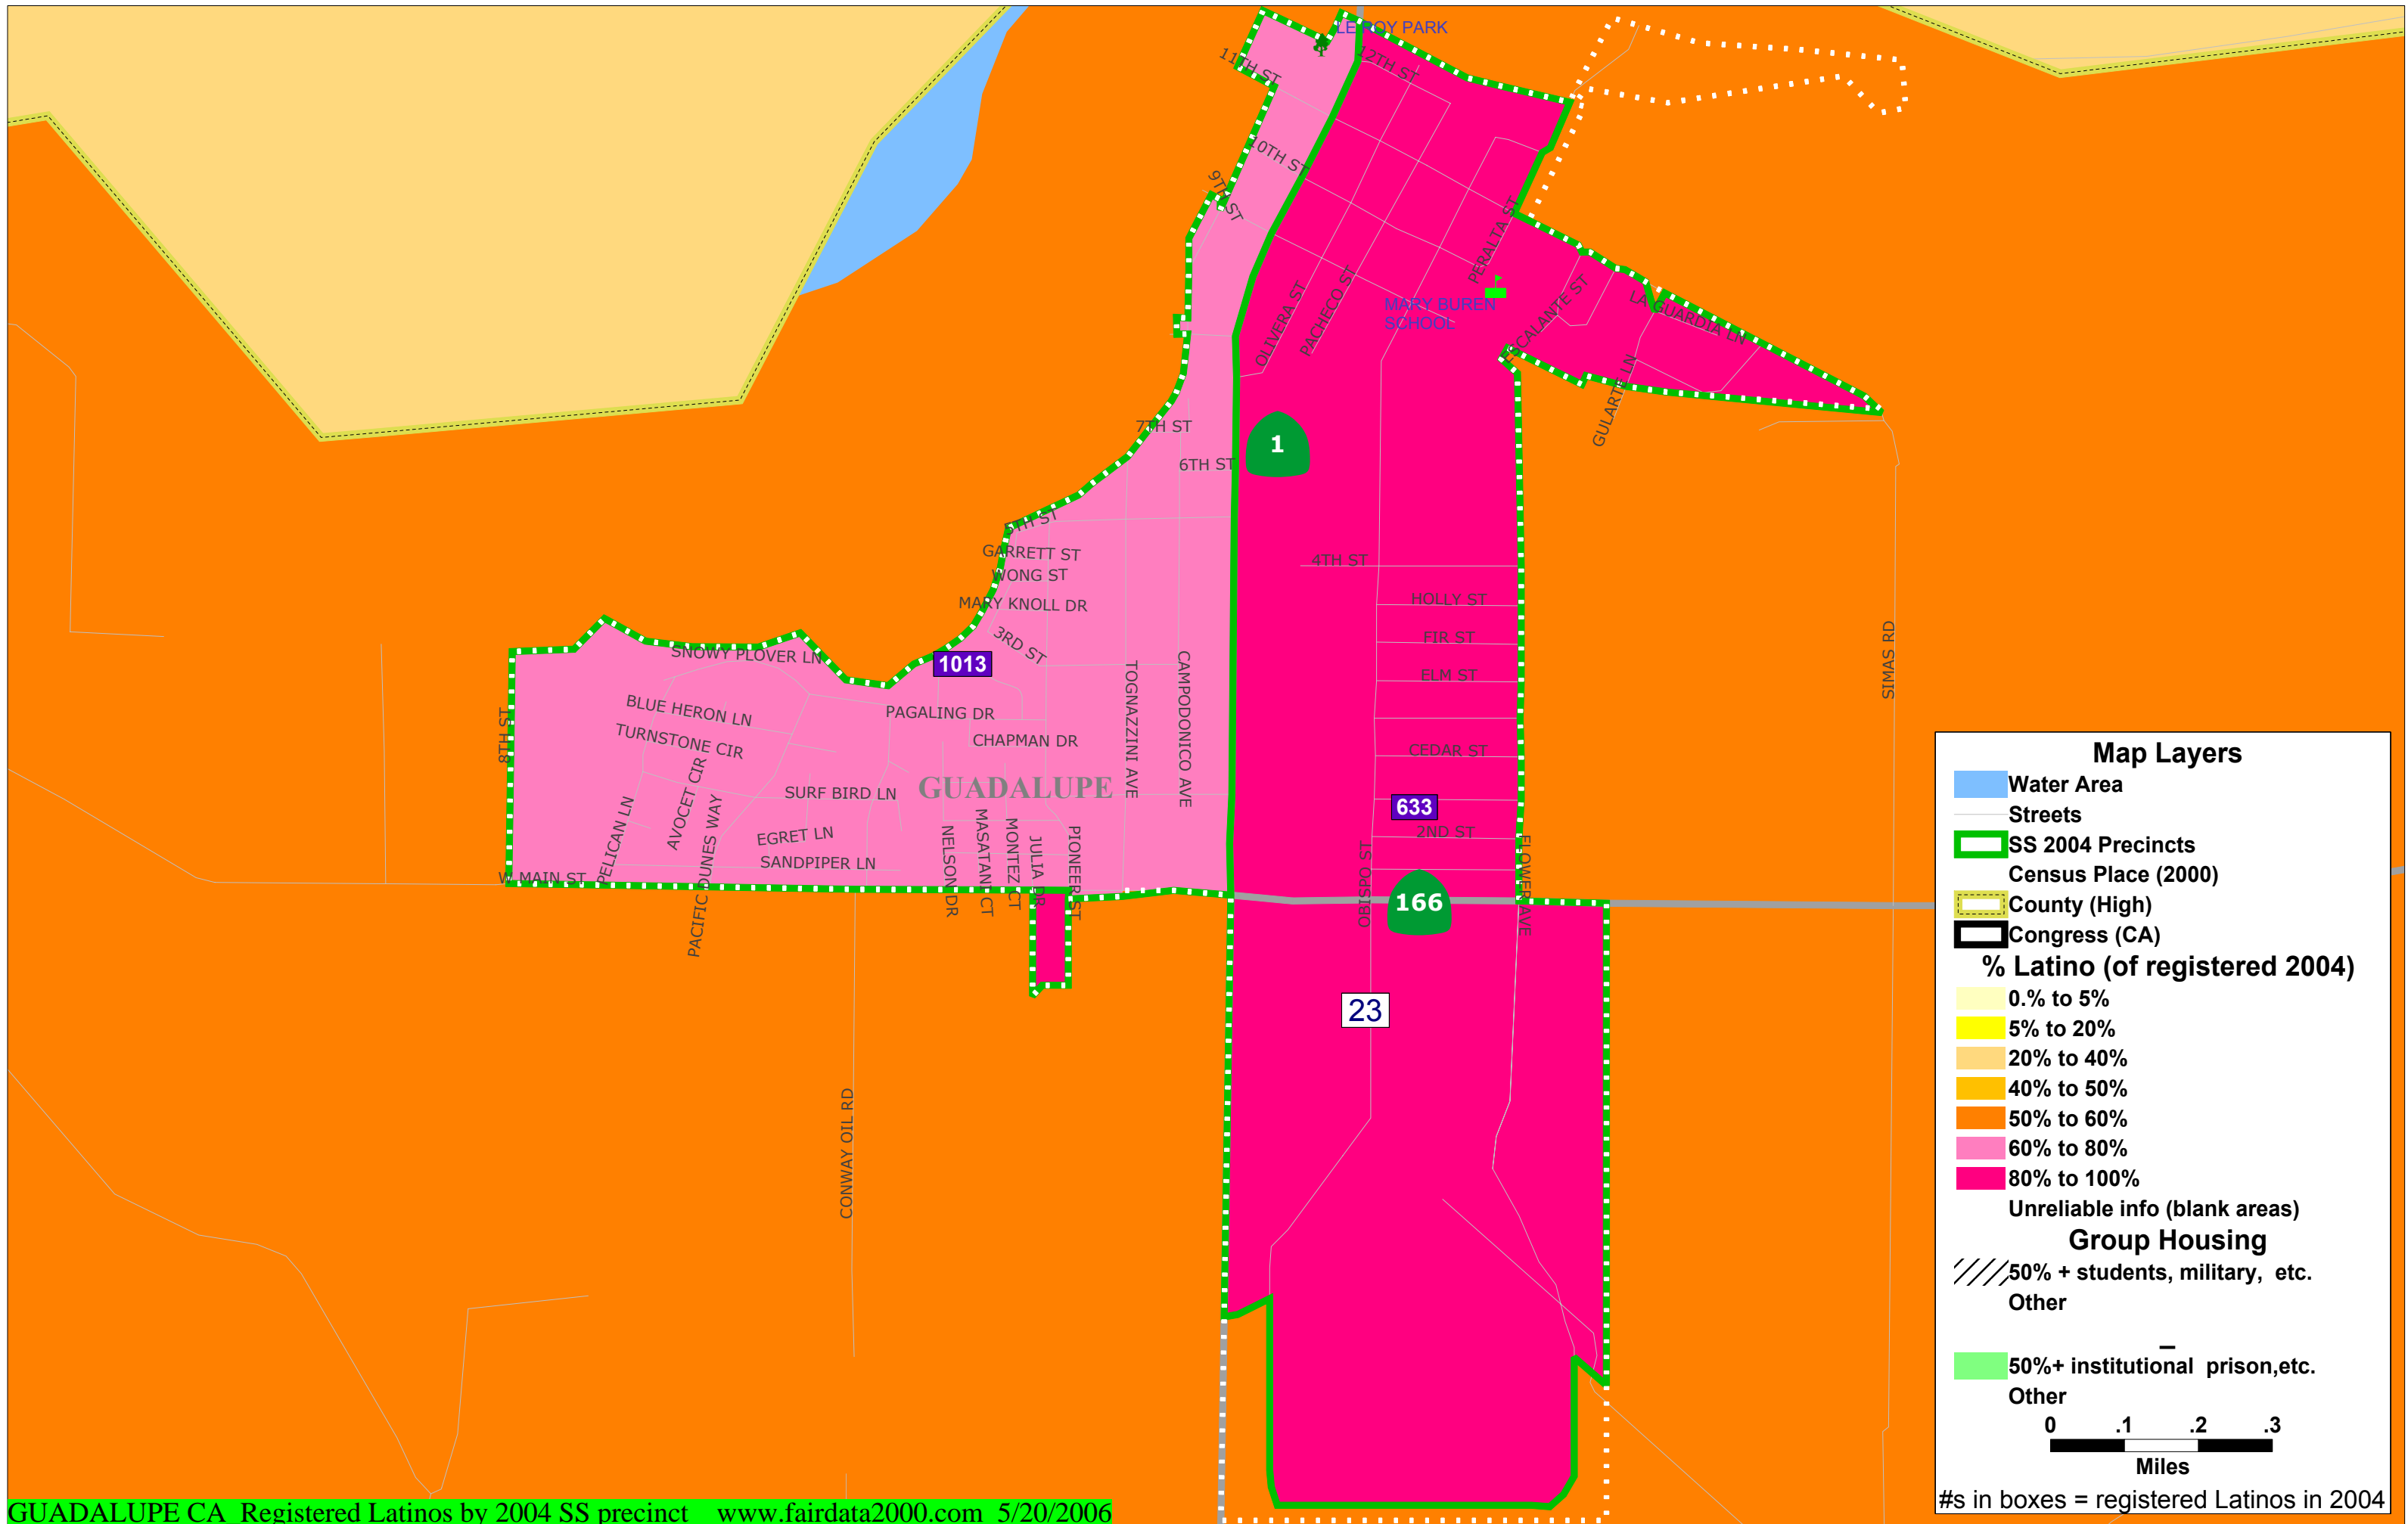 LE ROY PARK
11TH ST
12TH ST
10TH ST
9TH ST
PERALTA ST
OLIVERA ST
PACHECO ST
MARY BUREN
SCHOOL
ESCALANTE ST
LA GUARDIA LN
GULARTE LN
7TH ST
1
6TH ST
5TH ST
GARRETT ST
WONG ST
MARY KNOLL DR
3RD ST
4TH ST
HOLLY ST
FIR ST
ELM ST
CEDAR ST
633
2ND ST
SIMAS RD
SNOWY PLOVER LN
1013
TOGNAZZINI AVE
CAMPODONICO AVE
8TH ST
BLUE HERON LN
TURNSTONE CIR
PAGALING DR
CHAPMAN DR
AVOCET CIR
SURF BIRD LN
GUADALUPE
PELICAN LN
PACIFIC DUNES WAY
EGRET LN
SANDPIPER LN
NELSON DR
MASATANI CT
MONTEZ CT
JULIA DR
PIONEER ST
W MAIN ST
OBISPO ST
166
FLOWER AVE
23
CONWAY OIL RD
Map Layers
Water Area
Streets
SS 2004 Precincts
Census Place (2000)
County (High)
Congress (CA)
% Latino (of registered 2004)
0.% to 5%
5% to 20%
20% to 40%
40% to 50%
50% to 60%
60% to 80%
80% to 100%
Unreliable info (blank areas)
Group Housing
50% + students, military, etc.
Other
50%+ institutional prison,etc.
Other
0 .1 .2 .3
Miles
#s in boxes = registered Latinos in 2004
GUADALUPE CA Registered Latinos by 2004 SS precinct www.fairdata2000.com 5/20/2006